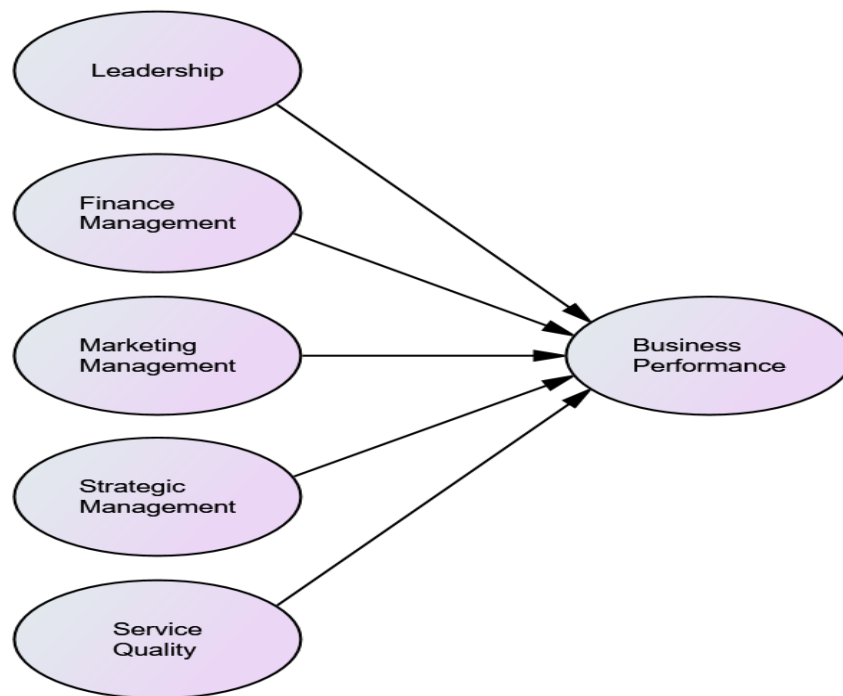 Leadership
Finance
Management
Marketing
Management
Business
Performance
Strategic
Management
Service
Quality